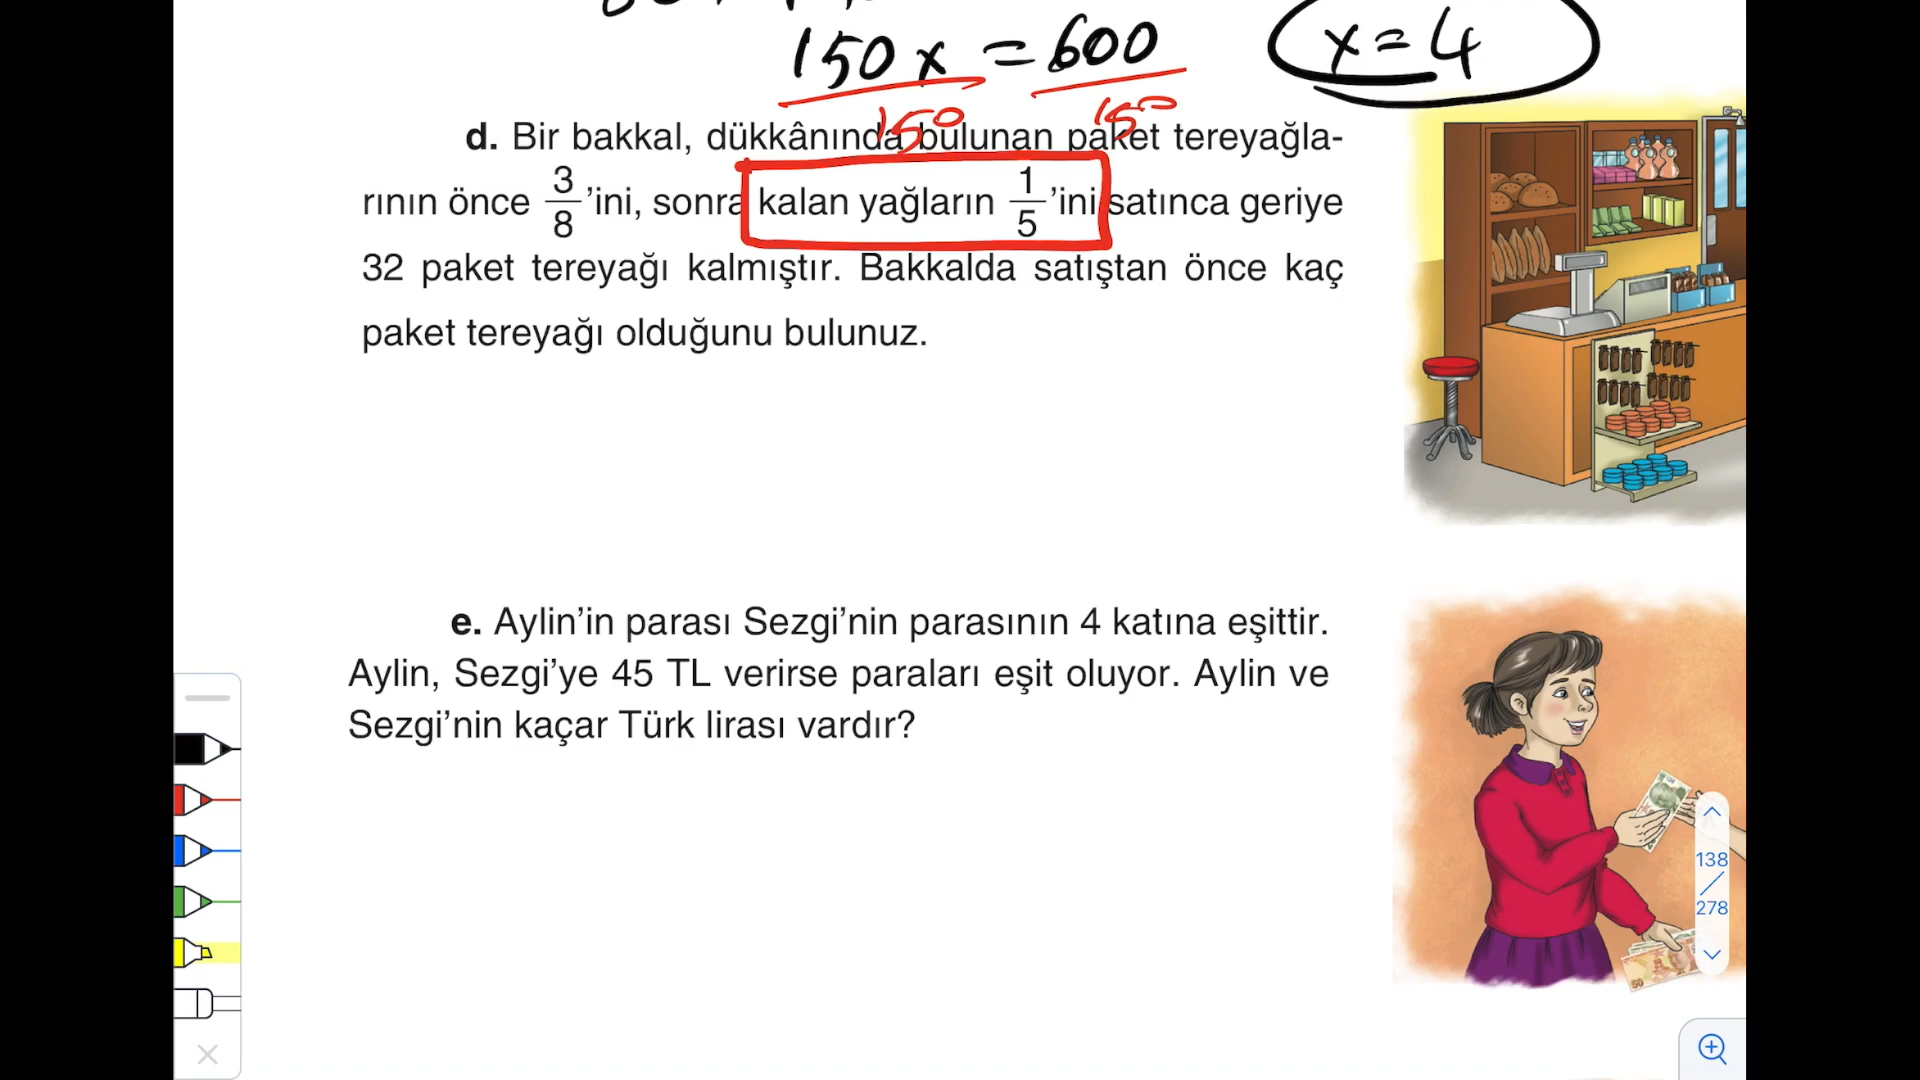 150x = 600
x = 4
150 150
d. Bir bakkal, dükkânında bulunan paket tereyağla-
rının önce 3/8 ’ini, sonra kalan yağların 1/5 ’ini satınca geriye
32 paket tereyağı kalmıştır. Bakkalda satıştan önce kaç
paket tereyağı olduğunu bulunuz.
e. Aylin’in parası Sezgi’nin parasının 4 katına eşittir.
Aylin, Sezgi’ye 45 TL verirse paraları eşit oluyor. Aylin ve
Sezgi’nin kaçar Türk lirası vardır?
138
278
50